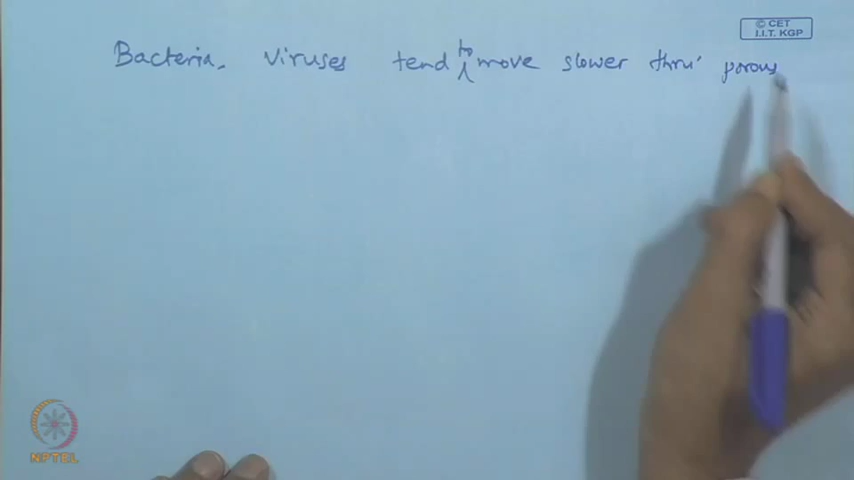 © CET
I.I.T. KGP
Bacteria, viruses tend to move slower thru' porous
NPTEL